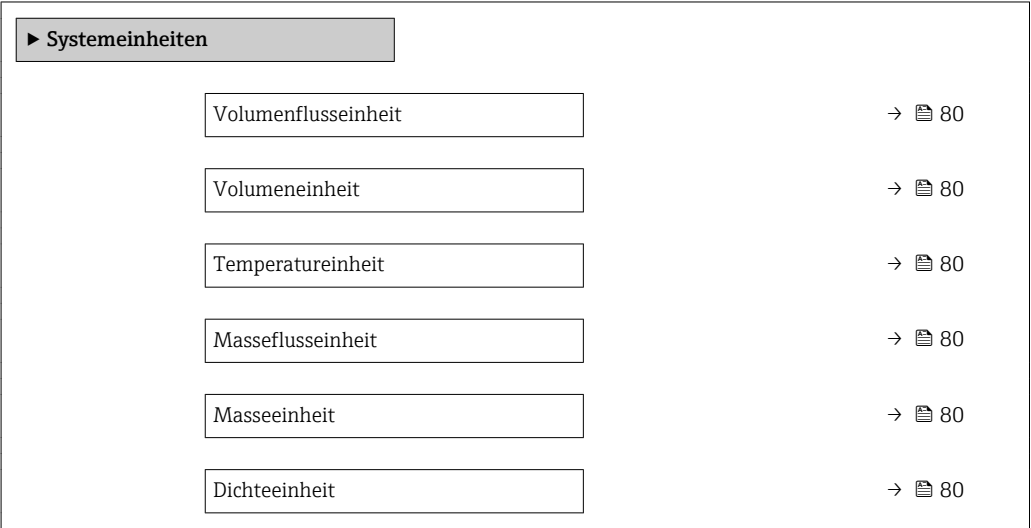 ▶ Systemeinheiten
Volumenflusseinheit → 80
Volumeneinheit → 80
Temperatureinheit → 80
Masseflusseinheit → 80
Masseeinheit → 80
Dichteeinheit → 80